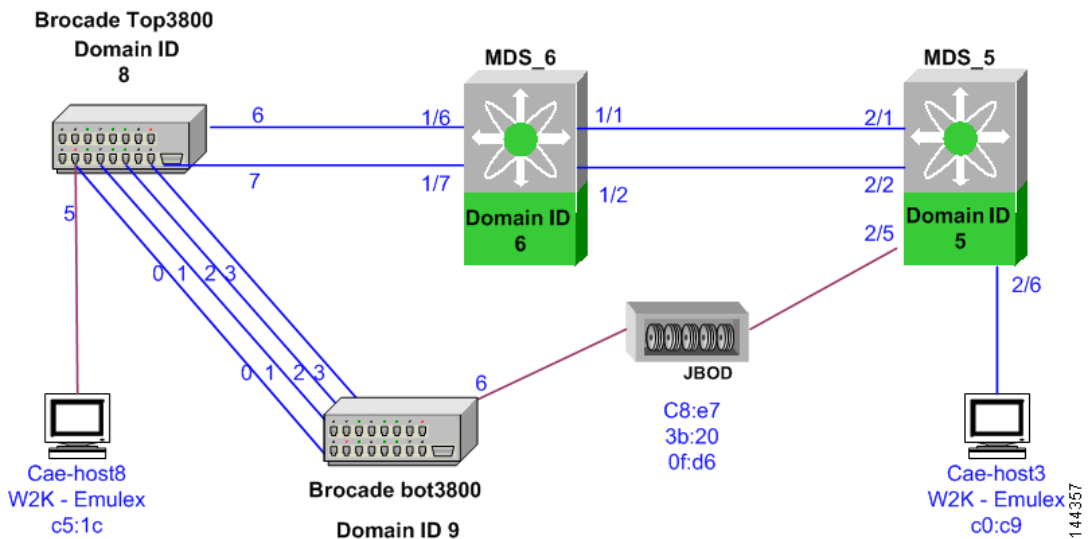 Brocade Top3800
Domain ID
8
MDS_6
MDS_5
6
1/6
1/1
2/1
7
1/7
1/2
2/2
Domain ID
6
Domain ID
5
5
2/5
0 1 2 3
2/6
0 1 2 3
6
JBOD
C8:e7
3b:20
0f:d6
Cae-host8
W2K - Emulex
c5:1c
Brocade bot3800
Domain ID 9
Cae-host3
W2K - Emulex
c0:c9
144357